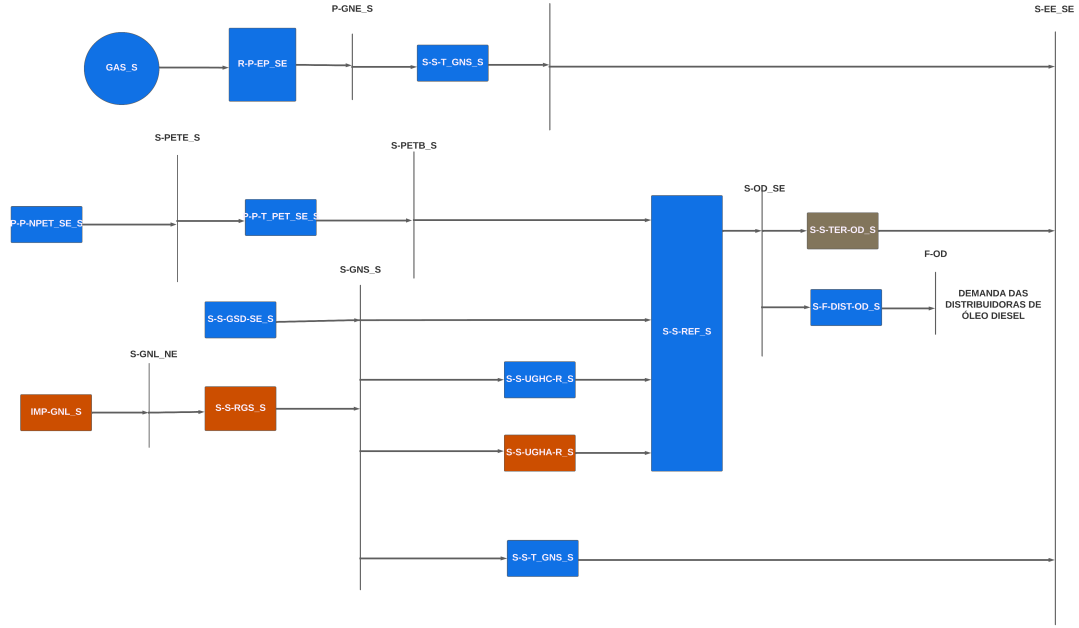 P-GNE_S
S-EE_SE
GAS_S
R-P-EP_SE
S-S-T_GNS_S
S-PETE_S
S-PETB_S
P-P-NPET_SE_S
P-P-T_PET_SE_S
S-OD_SE
S-S-TER-OD_S
F-OD
S-GNS_S
S-S-GSD-SE_S
S-S-REF_S
S-F-DIST-OD_S
DEMANDA DAS
DISTRIBUIDORAS DE
ÓLEO DIESEL
S-GNL_NE
IMP-GNL_S
S-S-RGS_S
S-S-UGHC-R_S
S-S-UGHA-R_S
S-S-T_GNS_S